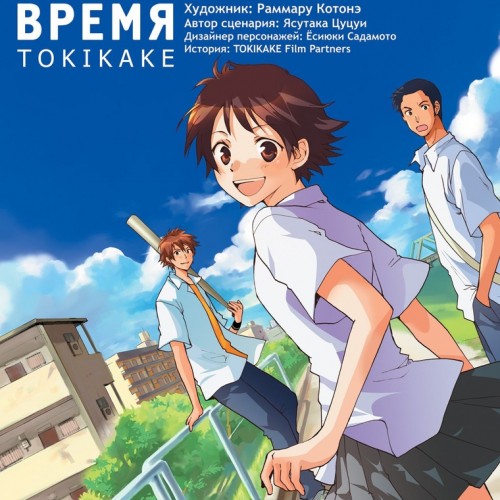 ВРЕМЯ
TOKIKAKE
Художник: Раммару Котонэ
Автор сценария: Ясутака Цуцуи
Дизайнер персонажей: Ёсиюки Садамото
История: TOKIKAKE Film Partners